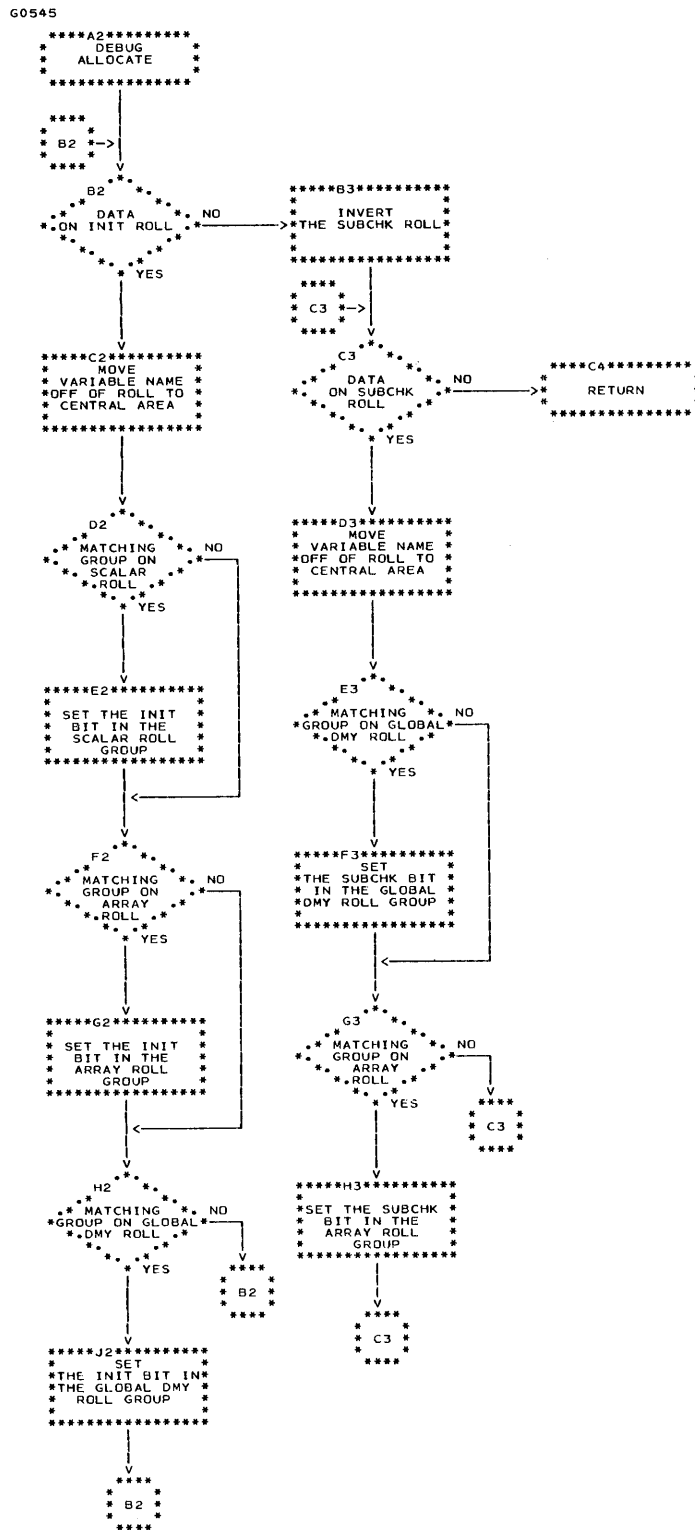 G0545
A2
DEBUG
ALLOCATE
B2
B2
DATA
ON INIT ROLL
NO
YES
C2
MOVE
VARIABLE NAME
OFF OF ROLL TO
CENTRAL AREA
D2
MATCHING
GROUP ON
SCALAR
ROLL
NO
YES
E2
SET THE INIT
BIT IN THE
SCALAR ROLL
GROUP
F2
MATCHING
GROUP ON
ARRAY
ROLL
NO
YES
G2
SET THE INIT
BIT IN THE
ARRAY ROLL
GROUP
H2
MATCHING
GROUP ON GLOBAL
DMY ROLL
NO
YES
B2
J2
SET
THE INIT BIT IN
THE GLOBAL DMY
ROLL GROUP
B2
B3
INVERT
THE SUBCHK ROLL
C3
C3
DATA
ON SUBCHK
ROLL
NO
YES
C4
RETURN
D3
MOVE
VARIABLE NAME
OFF OF ROLL TO
CENTRAL AREA
E3
MATCHING
GROUP ON GLOBAL
DMY ROLL
NO
YES
F3
SET
THE SUBCHK BIT
IN THE GLOBAL
DMY ROLL GROUP
G3
MATCHING
GROUP ON
ARRAY
ROLL
NO
YES
C3
H3
SET THE SUBCHK
BIT IN THE
ARRAY ROLL
GROUP
C3